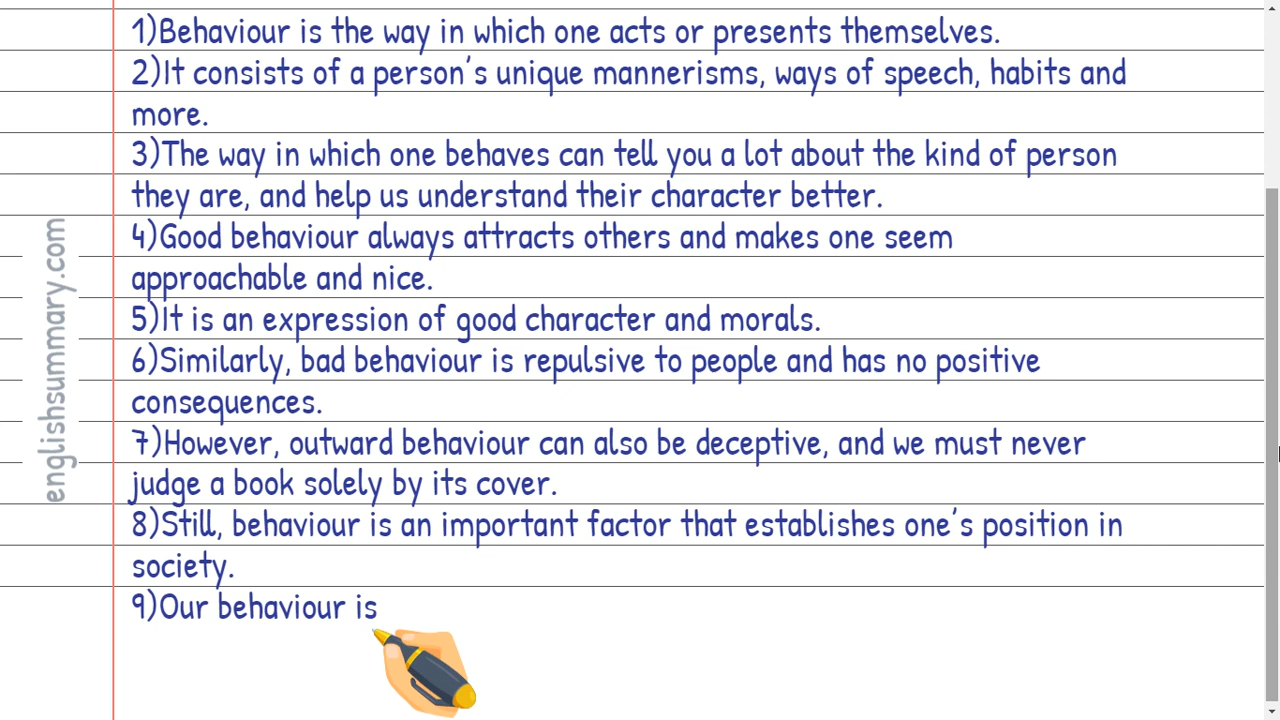 1)Behaviour is the way in which one acts or presents themselves.
2)It consists of a person's unique mannerisms, ways of speech, habits and
more.
3)The way in which one behaves can tell you a lot about the kind of person
they are, and help us understand their character better.
4)Good behaviour always attracts others and makes one seem
approachable and nice.
5)It is an expression of good character and morals.
6)Similarly, bad behaviour is repulsive to people and has no positive
consequences.
7)However, outward behaviour can also be deceptive, and we must never
judge a book solely by its cover.
8)Still, behaviour is an important factor that establishes one's position in
society.
9)Our behaviour is
englishsummary.com